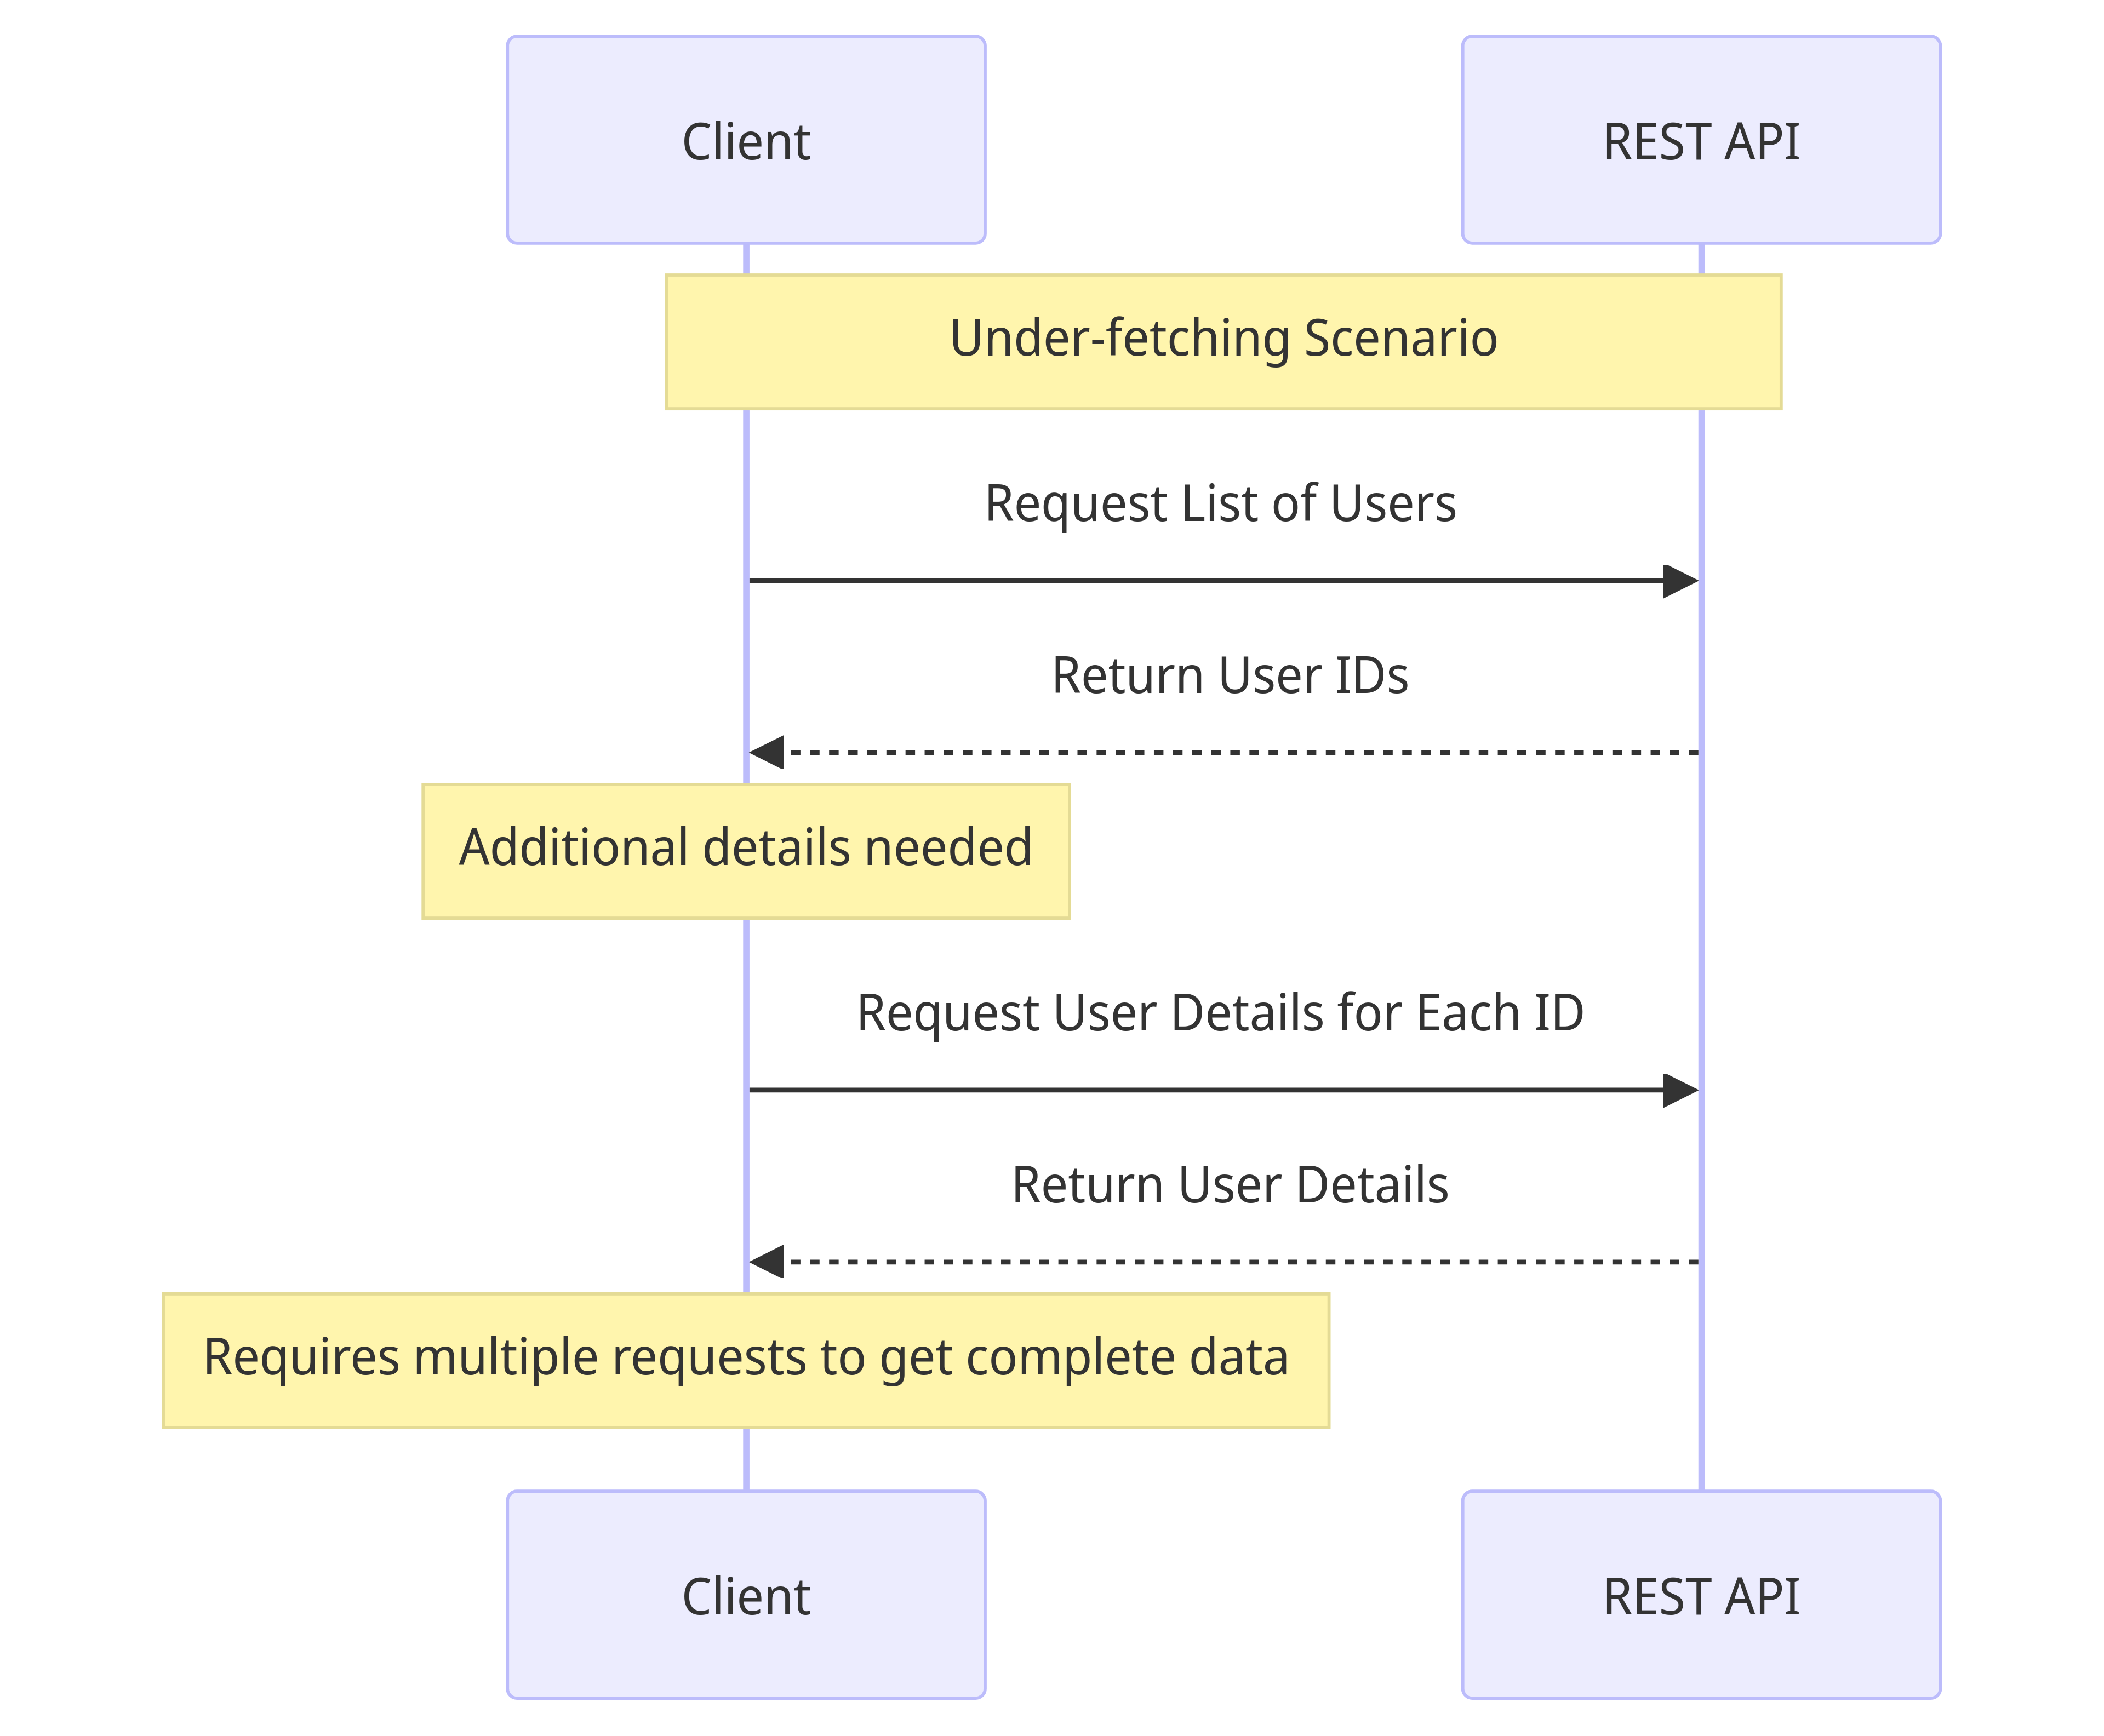 Client
REST API
Under-fetching Scenario
Request List of Users
Return User IDs
Additional details needed
Request User Details for Each ID
Return User Details
Requires multiple requests to get complete data
Client
REST API